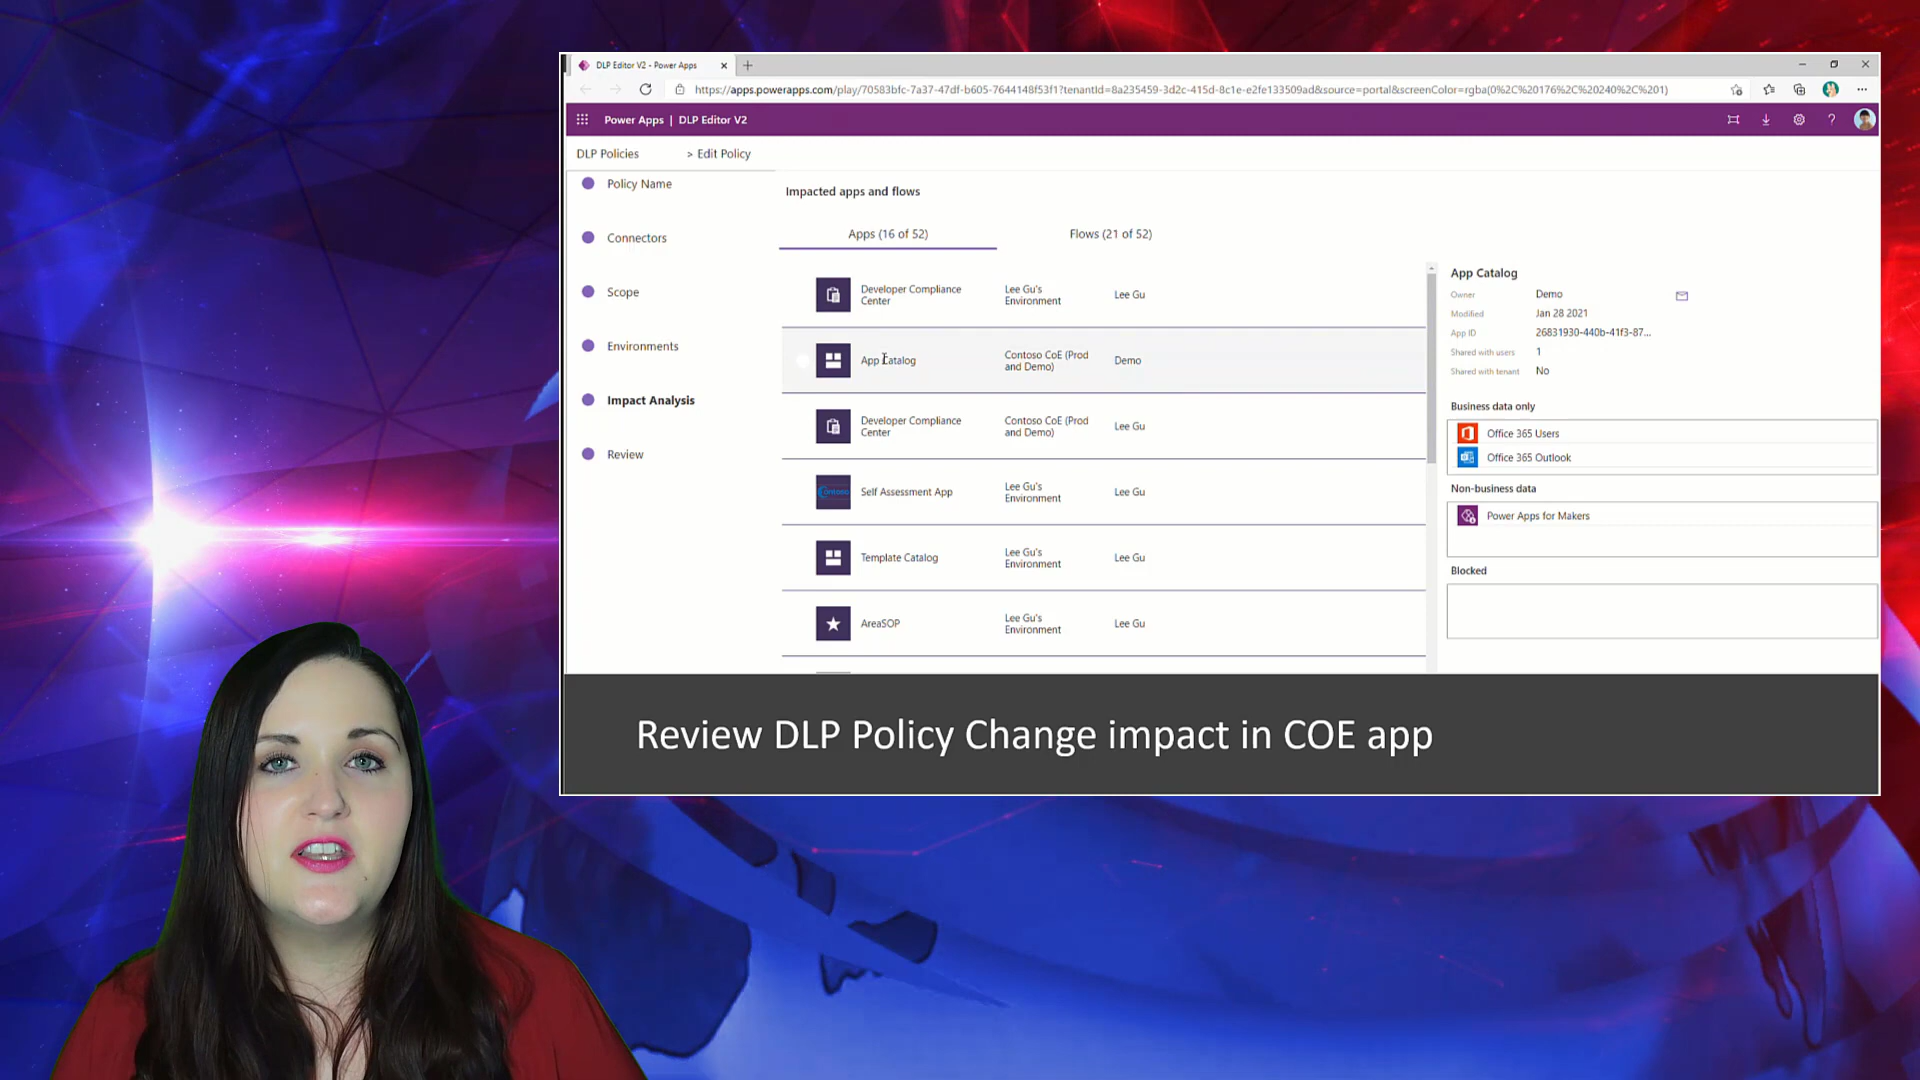 DLP Editor V2 - Power Apps
https://apps.powerapps.com/play/70583bfc-7a37-47df-b605-7644148f53f1?tenantId=8a235459-3d2c-415d-8c1e-e2fe133509ad&source=portal&screenColor=rgba(0%2C%20176%2C%20240%2C%201)
Power Apps | DLP Editor V2
DLP Policies > Edit Policy
Policy Name
Connectors
Scope
Environments
Impact Analysis
Review
Impacted apps and flows
Apps (16 of 52) Flows (21 of 52)
Developer Compliance
Center
Lee Gu's
Environment
Lee Gu
App Catalog
Contoso CoE (Prod
and Demo)
Demo
Developer Compliance
Center
Contoso CoE (Prod
and Demo)
Lee Gu
Contoso
Self Assessment App
Lee Gu's
Environment
Lee Gu
Template Catalog
Lee Gu's
Environment
Lee Gu
AreaSOP
Lee Gu's
Environment
Lee Gu
App Catalog
Owner Demo
Modified Jan 28 2021
App ID 26831930-440b-41f3-87...
Shared with users 1
Shared with tenant No
Business data only
Office 365 Users
Office 365 Outlook
Non-business data
Power Apps for Makers
Blocked
Review DLP Policy Change impact in COE app